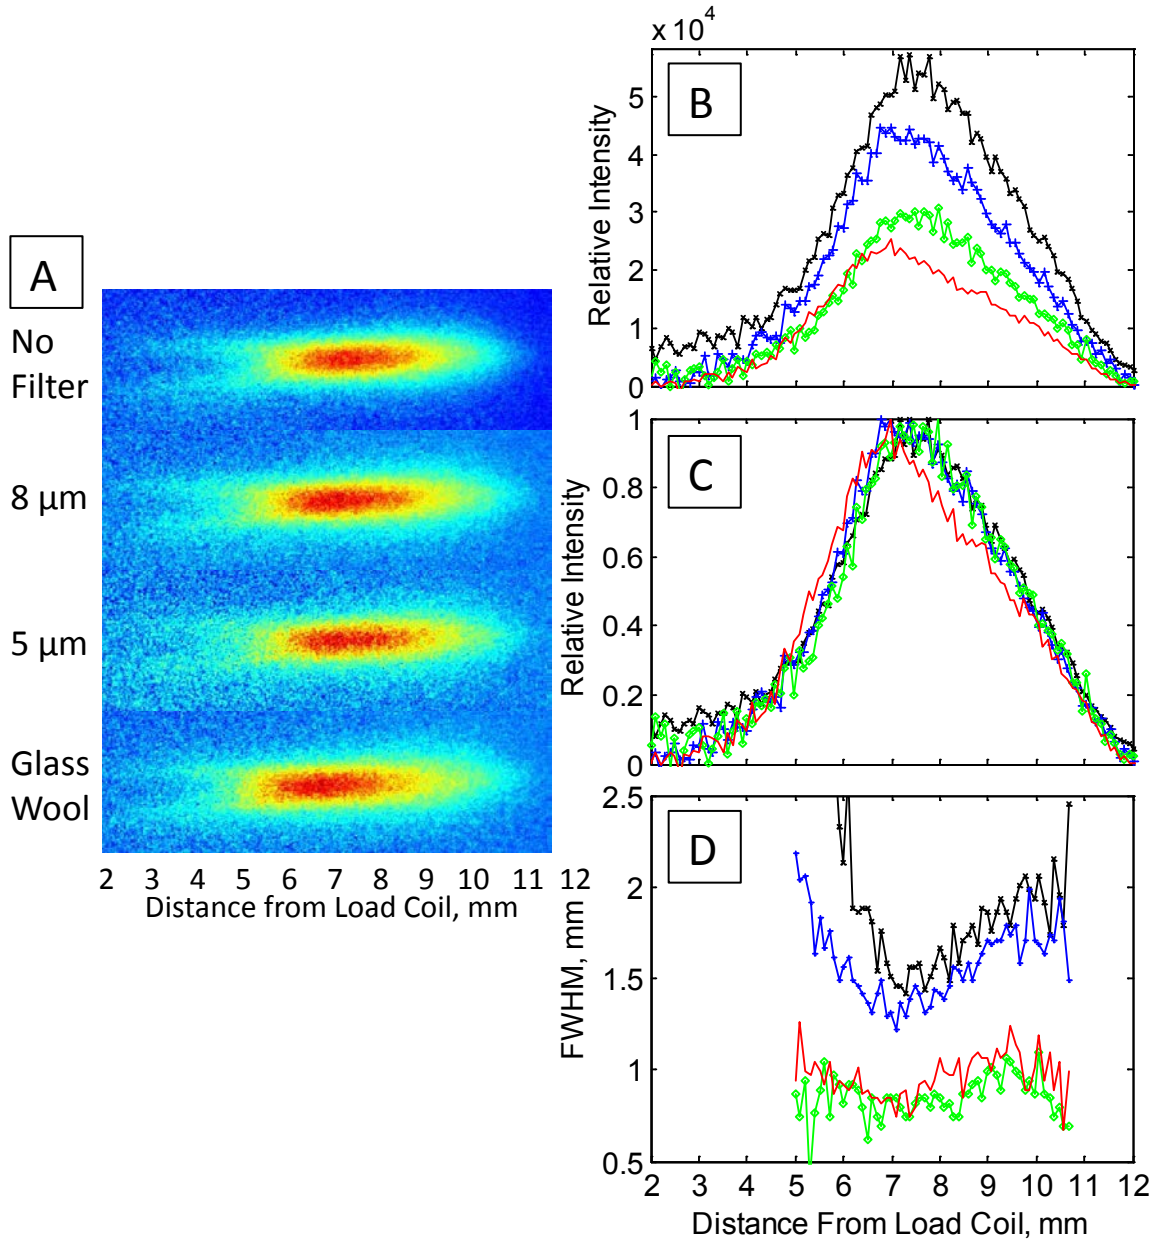 A
No
Filter
8 µm
5 µm
Glass
Wool
2 3 4 5 6 7 8 9 10 11 12
Distance from Load Coil, mm
x 10^4
B
5
4
3
2
1
0
Relative Intensity
C
1
0.8
0.6
0.4
0.2
0
Relative Intensity
D
2.5
2
1.5
1
0.5
FWHM, mm
2 3 4 5 6 7 8 9 10 11 12
Distance From Load Coil, mm